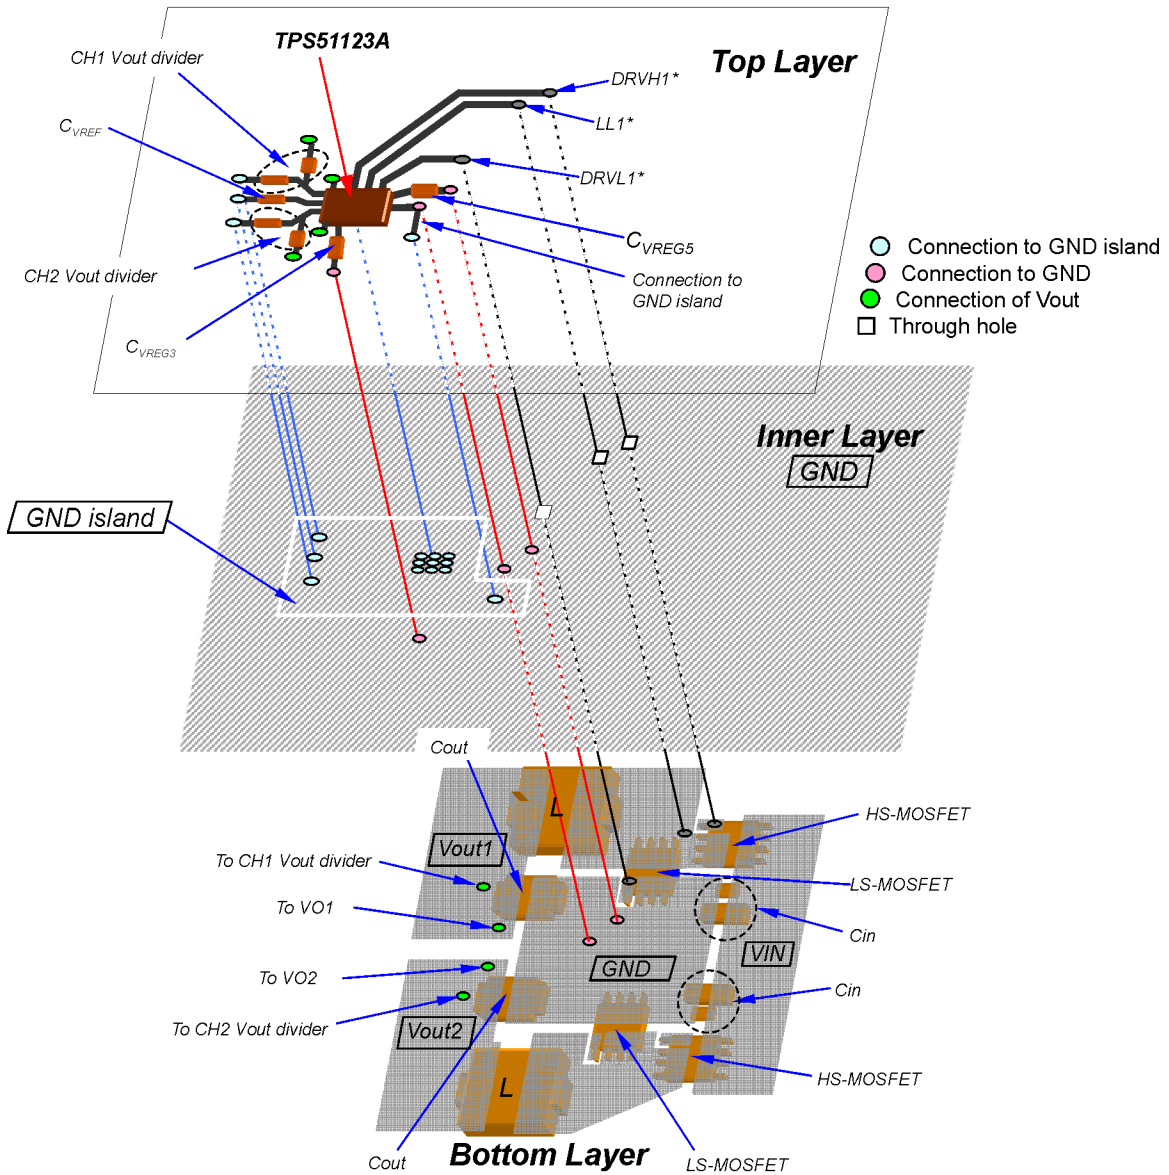 TPS51123A
CH1 Vout divider
Top Layer
DRVH1*
C_VREF
LL1*
DRVL1*
C_VREG5
Connection to GND island
CH2 Vout divider
Connection to
GND island
Connection to GND
Connection of Vout
Through hole
C_VREG3
Inner Layer
GND
GND island
Cout
L
HS-MOSFET
Vout1
To CH1 Vout divider
LS-MOSFET
To VO1
Cin
VIN
GND
To VO2
Cin
To CH2 Vout divider
Vout2
L
HS-MOSFET
Bottom Layer
Cout
LS-MOSFET